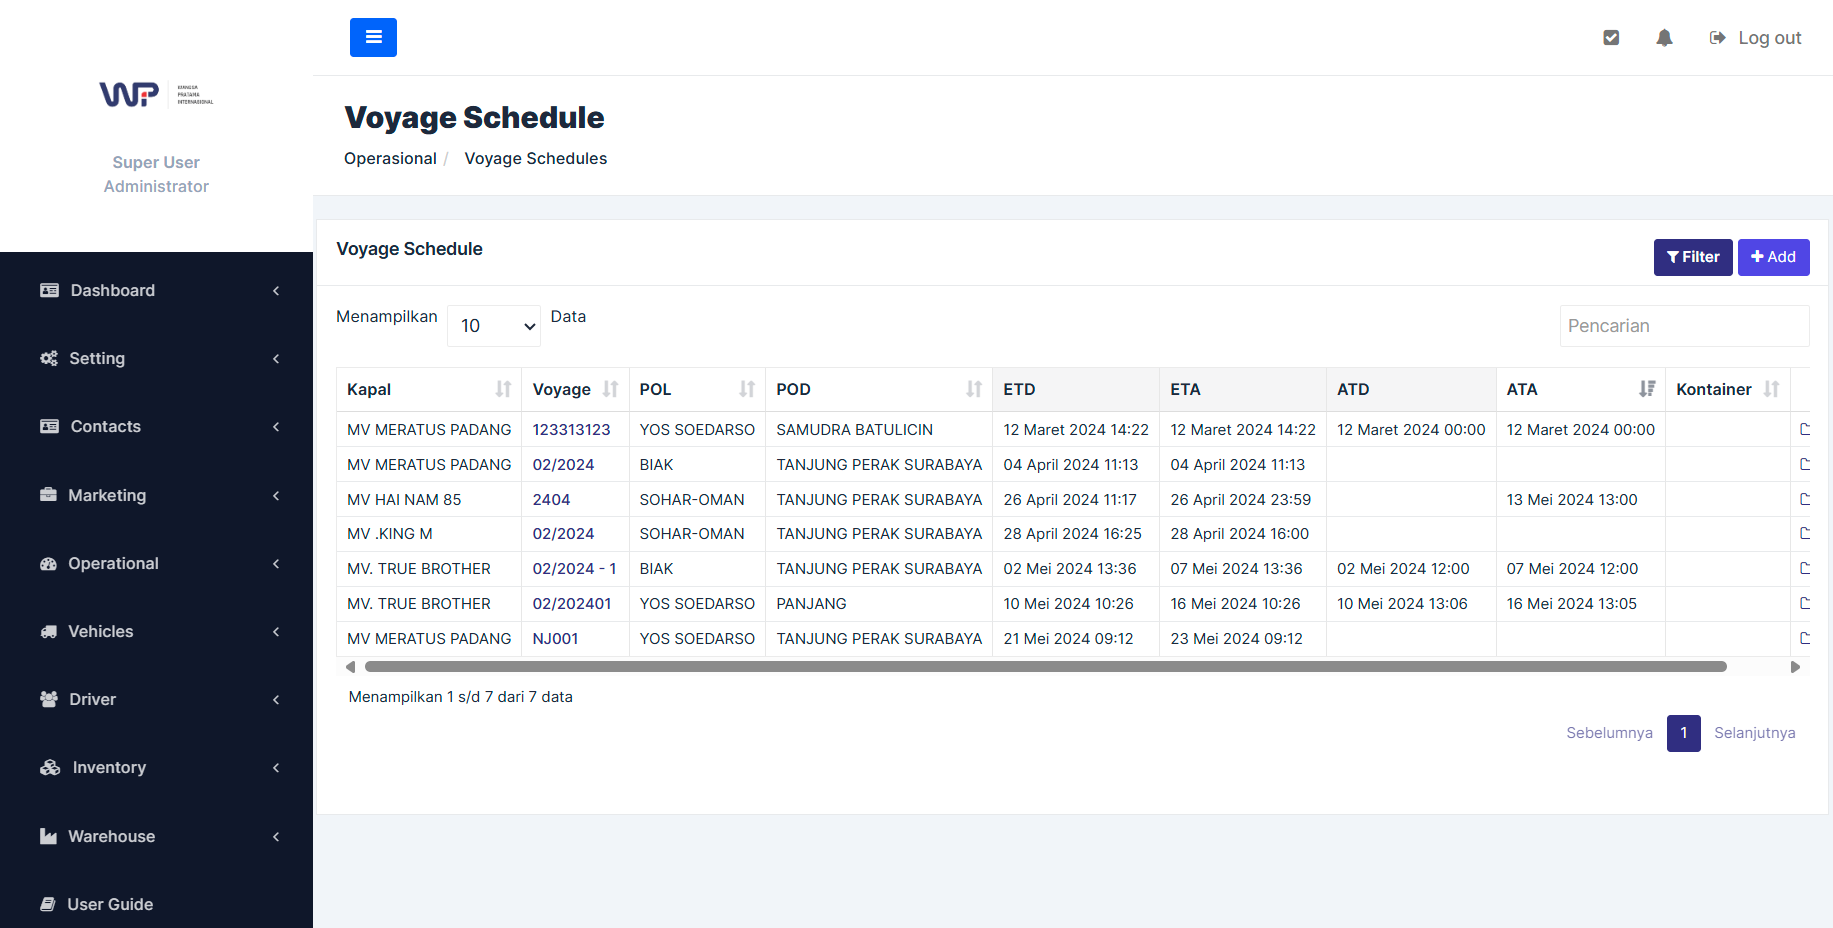 WP WANGSA
PRATAMA
INTERNASIONAL
Super User
Administrator
Dashboard
Setting
Contacts
Marketing
Operational
Vehicles
Driver
Inventory
Warehouse
User Guide
Log out
Voyage Schedule
Operasional / Voyage Schedules
Voyage Schedule
Filter + Add
Menampilkan 10 Data
Pencarian
Kapal Voyage POL POD ETD ETA ATD ATA Kontainer
MV MERATUS PADANG 123313123 YOS SOEDARSO SAMUDRA BATULICIN 12 Maret 2024 14:22 12 Maret 2024 14:22 12 Maret 2024 00:00 12 Maret 2024 00:00
MV MERATUS PADANG 02/2024 BIAK TANJUNG PERAK SURABAYA 04 April 2024 11:13 04 April 2024 11:13
MV HAI NAM 85 2404 SOHAR-OMAN TANJUNG PERAK SURABAYA 26 April 2024 11:17 26 April 2024 23:59 13 Mei 2024 13:00
MV .KING M 02/2024 SOHAR-OMAN TANJUNG PERAK SURABAYA 28 April 2024 16:25 28 April 2024 16:00
MV. TRUE BROTHER 02/2024 - 1 BIAK TANJUNG PERAK SURABAYA 02 Mei 2024 13:36 07 Mei 2024 13:36 02 Mei 2024 12:00 07 Mei 2024 12:00
MV. TRUE BROTHER 02/202401 YOS SOEDARSO PANJANG 10 Mei 2024 10:26 16 Mei 2024 10:26 10 Mei 2024 13:06 16 Mei 2024 13:05
MV MERATUS PADANG NJ001 YOS SOEDARSO TANJUNG PERAK SURABAYA 21 Mei 2024 09:12 23 Mei 2024 09:12
Menampilkan 1 s/d 7 dari 7 data
Sebelumnya 1 Selanjutnya